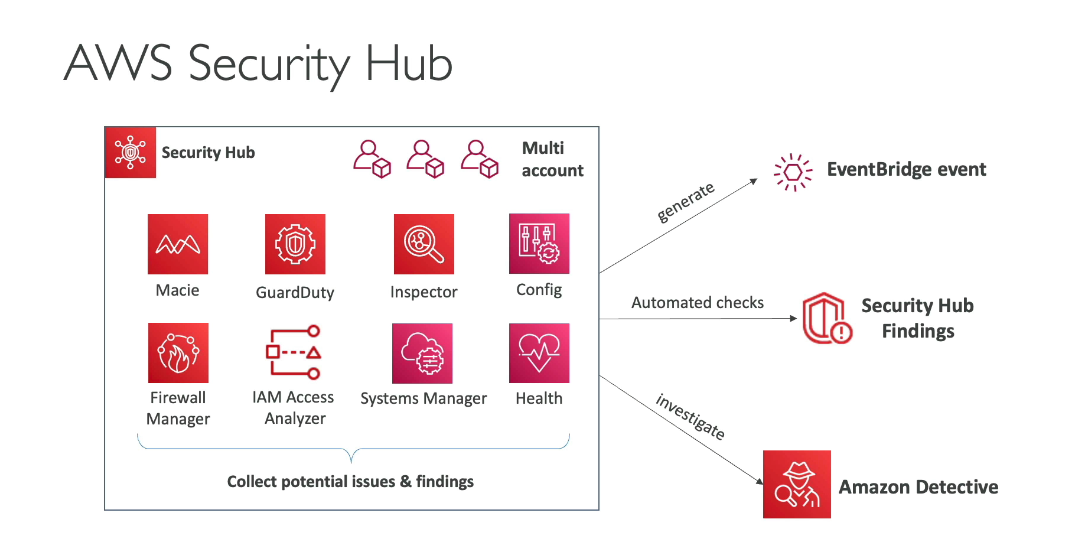 AWS Security Hub
Security Hub
Multi
account
Macie
GuardDuty
Inspector
Config
Firewall
Manager
IAM Access
Analyzer
Systems Manager
Health
Collect potential issues & findings
generate
EventBridge event
Automated checks
Security Hub
Findings
investigate
Amazon Detective